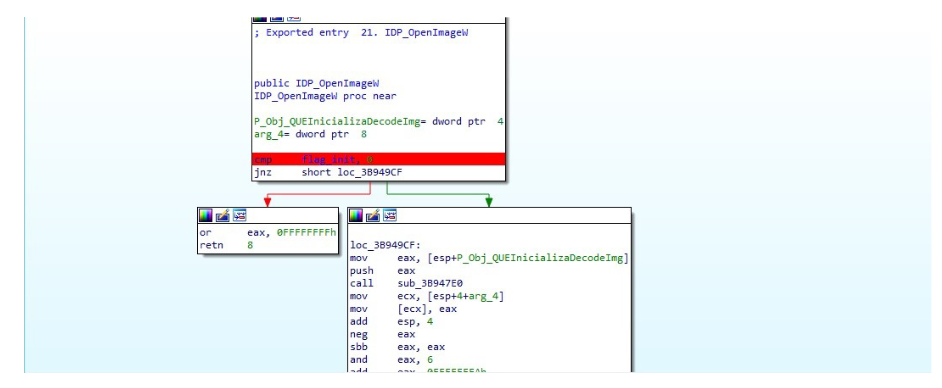 ; Exported entry 21. IDP_OpenImageW
public IDP_OpenImageW
IDP_OpenImageW proc near
P_Obj_QUEInicializaDecodeImg= dword ptr 4
arg_4= dword ptr 8
cmp flag_init, 0
jnz short loc_3B949CF
or eax, 0FFFFFFFFh
retn 8
loc_3B949CF:
mov eax, [esp+P_Obj_QUEInicializaDecodeImg]
push eax
call sub_3B947E0
mov ecx, [esp+4+arg_4]
mov [ecx], eax
add esp, 4
neg eax
sbb eax, eax
and eax, 6
add eax, 0FFFFFFFAh